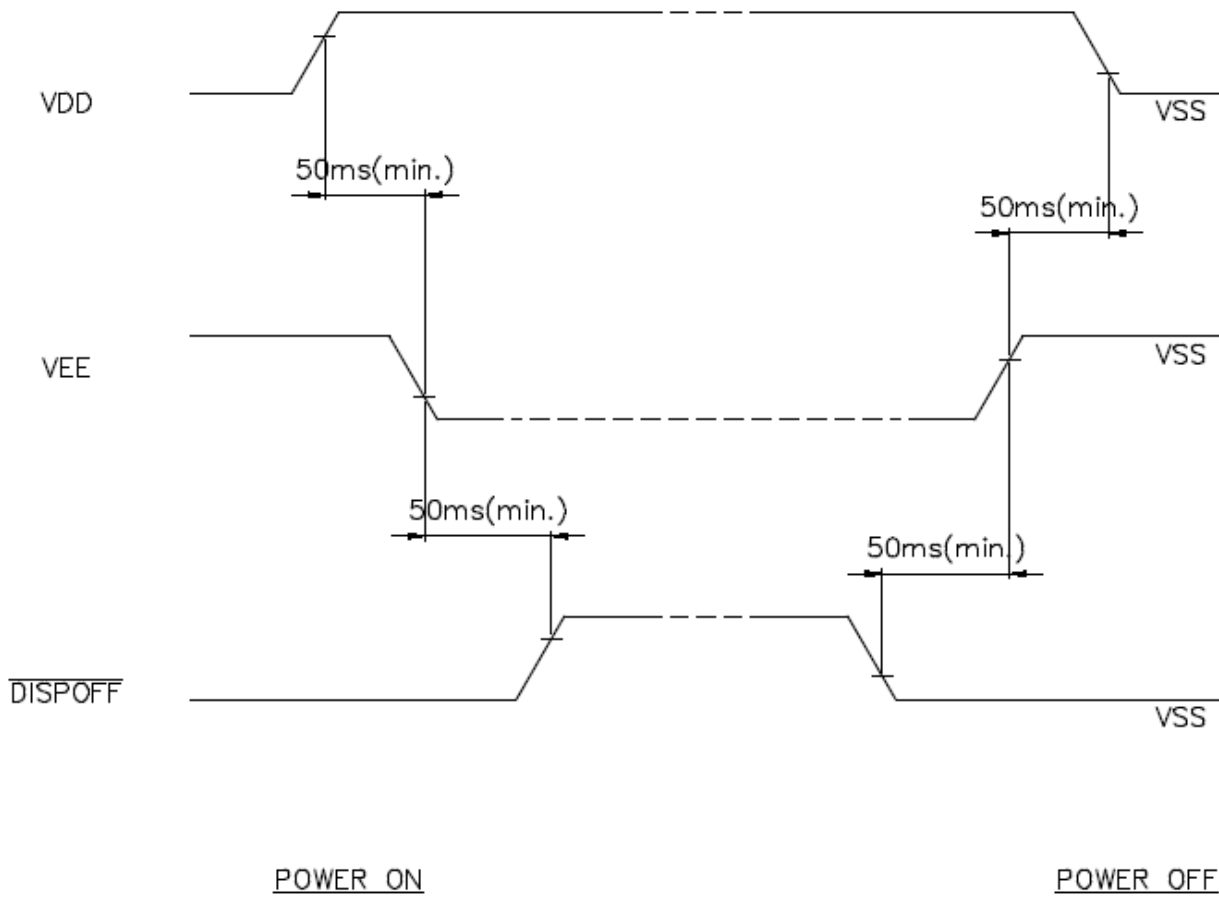 VDD
VSS
50ms(min.)
50ms(min.)
VEE
VSS
50ms(min.)
50ms(min.)
DISPOFF
VSS
POWER ON
POWER OFF